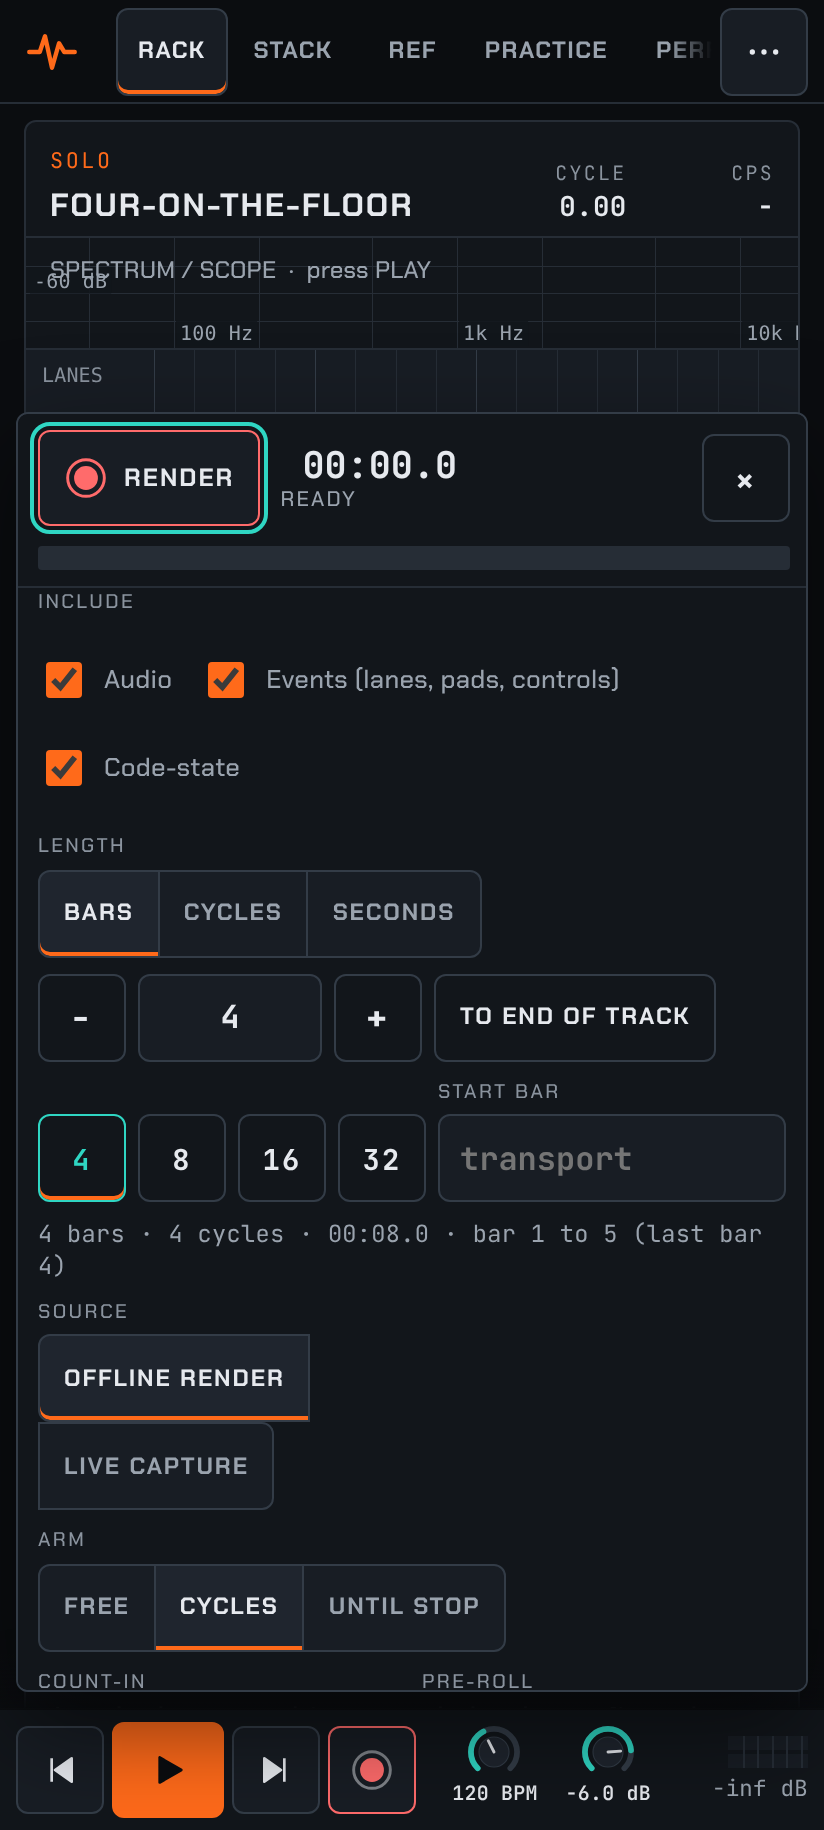 RACK STACK REF PRACTICE PER ...
SOLO
CYCLE CPS
FOUR-ON-THE-FLOOR 0.00 -
SPECTRUM / SCOPE · press PLAY
-60 dB
100 Hz 1k Hz 10k
LANES
RENDER 00:00.0 ×
READY
INCLUDE
Audio Events (lanes, pads, controls)
Code-state
LENGTH
BARS CYCLES SECONDS
- 4 + TO END OF TRACK
START BAR
4 8 16 32 transport
4 bars · 4 cycles · 00:08.0 · bar 1 to 5 (last bar
4)
SOURCE
OFFLINE RENDER
LIVE CAPTURE
ARM
FREE CYCLES UNTIL STOP
COUNT-IN PRE-ROLL
120 BPM -6.0 dB -inf dB